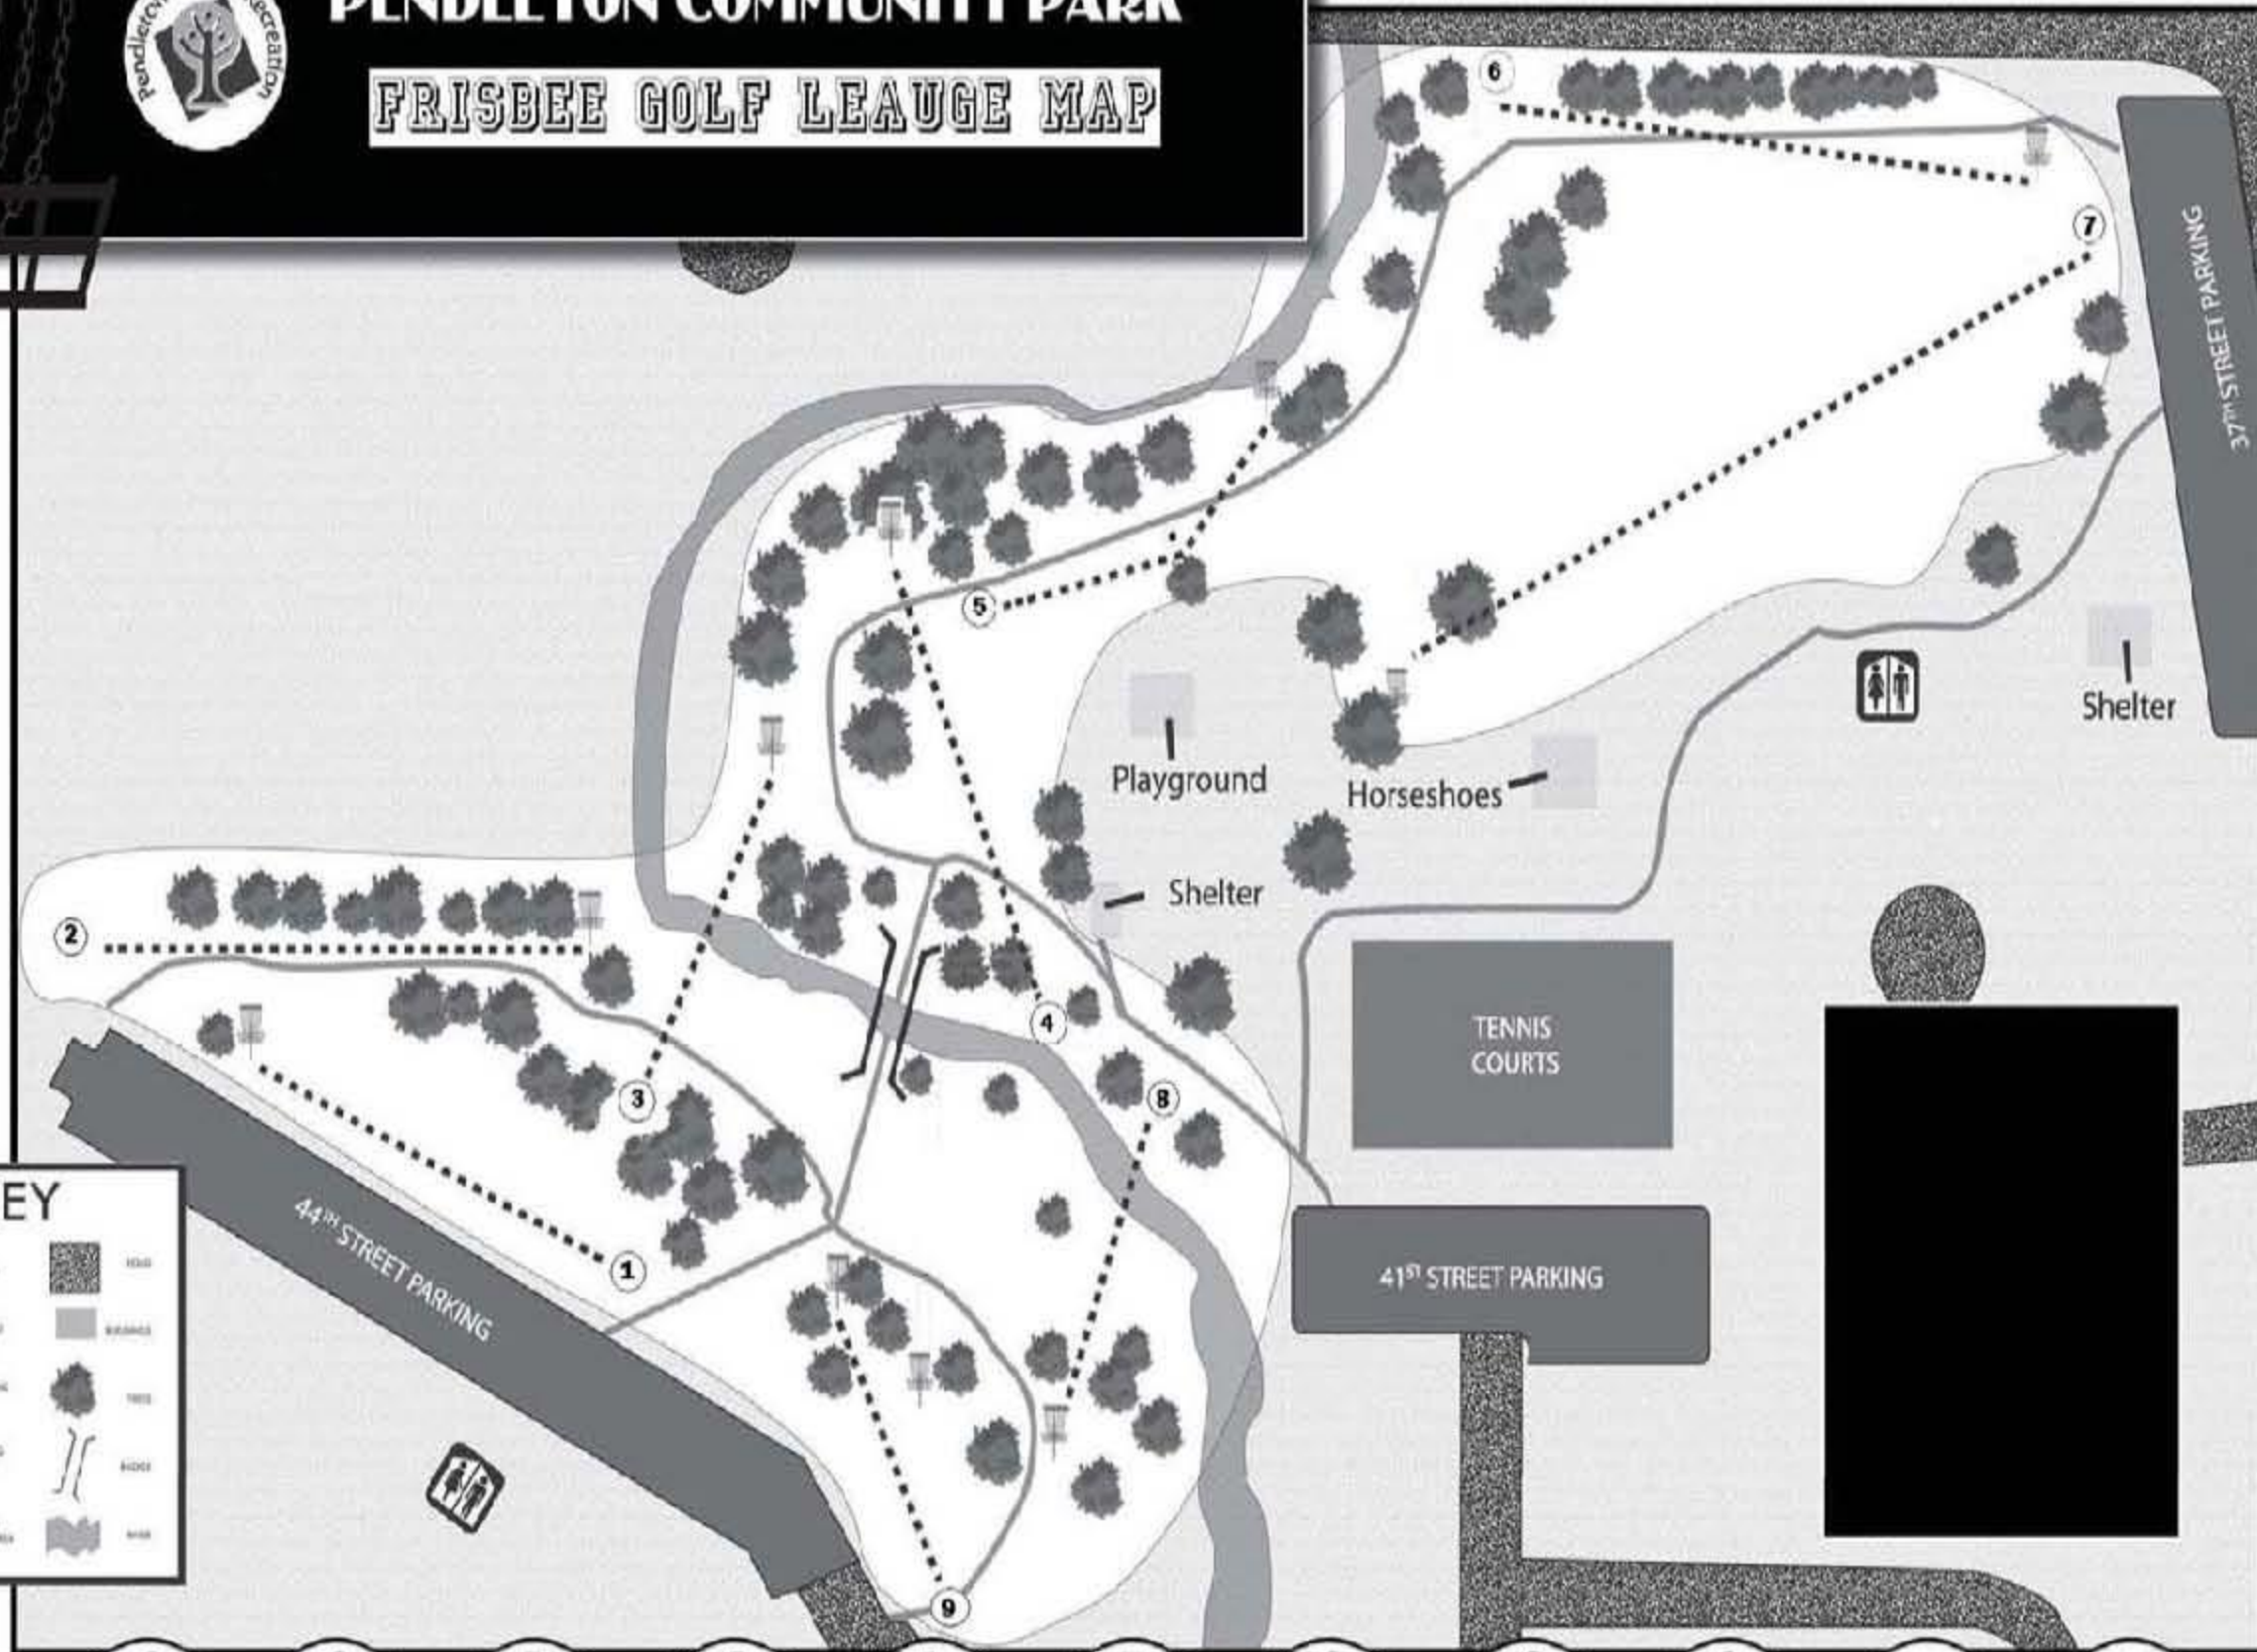 PENDLETON COMMUNITY PARK
Recreation
FRISBEE GOLF LEAUGE MAP
6
7
37TH STREET PARKING
5
Playground
Horseshoes
Shelter
Shelter
2
4
TENNIS
COURTS
3
8
44TH STREET PARKING
1
41ST STREET PARKING
9
EY
TREE